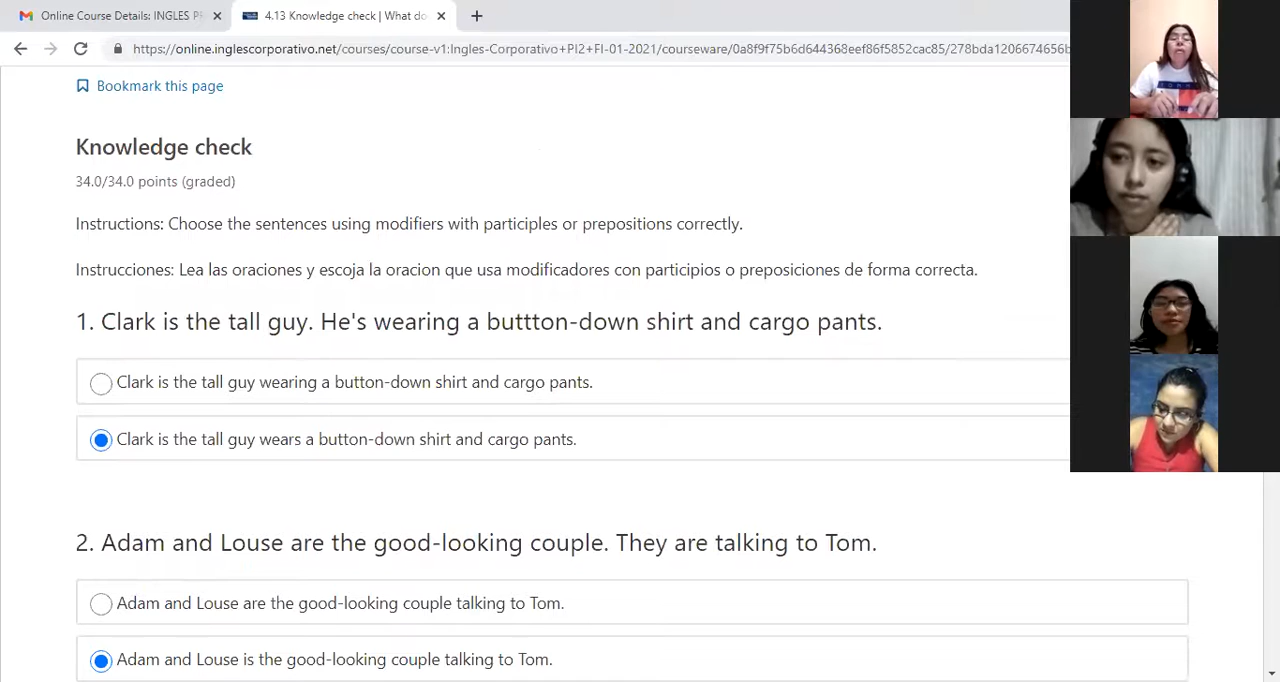 Online Course Details: INGLES P
4.13 Knowledge check | What do
https://online.inglescorporativo.net/courses/course-v1:Ingles-Corporativo+PI2+FI-01-2021/courseware/0a8f9f75b6d644368eef86f5852cac85/278bda1206674656b
Bookmark this page
Knowledge check
34.0/34.0 points (graded)
Instructions: Choose the sentences using modifiers with participles or prepositions correctly.
Instrucciones: Lea las oraciones y escoja la oracion que usa modificadores con participios o preposiciones de forma correcta.
1. Clark is the tall guy. He's wearing a buttton-down shirt and cargo pants.
Clark is the tall guy wearing a button-down shirt and cargo pants.
Clark is the tall guy wears a button-down shirt and cargo pants.
2. Adam and Louse are the good-looking couple. They are talking to Tom.
Adam and Louse are the good-looking couple talking to Tom.
Adam and Louse is the good-looking couple talking to Tom.